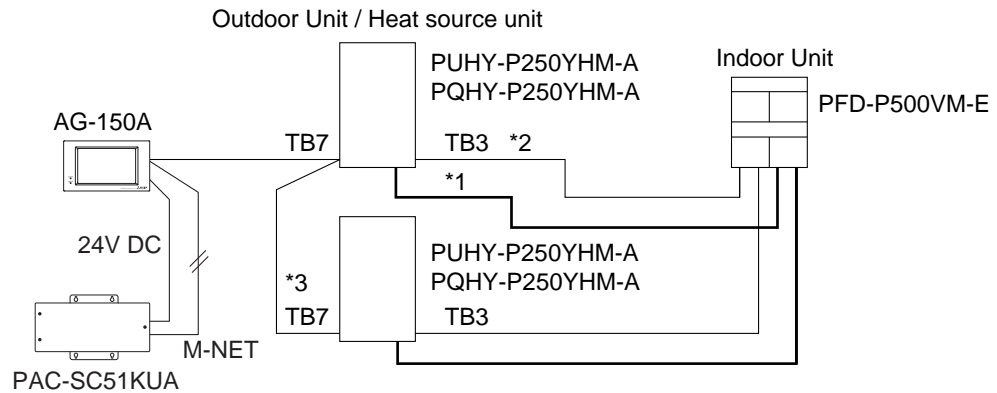 Outdoor Unit / Heat source unit
PUHY-P250YHM-A
PQHY-P250YHM-A
Indoor Unit
PFD-P500VM-E
AG-150A
TB7
TB3 *2
*1
24V DC
PUHY-P250YHM-A
PQHY-P250YHM-A
*3
TB7
TB3
M-NET
PAC-SC51KUA